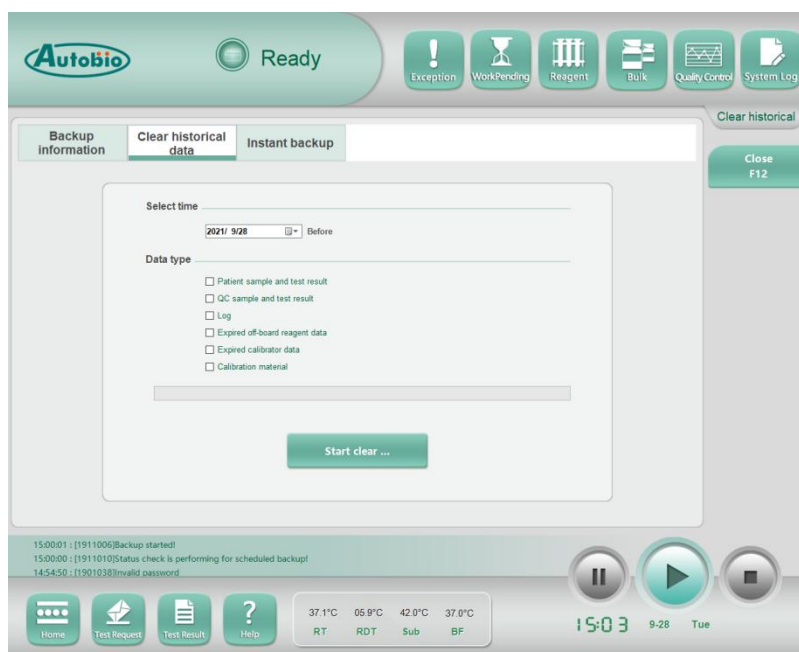 Autobio
Ready
Exception
WorkPending
Reagent
Bulk
Quality Control
System Log
Clear historical
Backup information
Clear historical data
Instant backup
Close
F12
Select time
2021/ 9/28
Before
Data type
Patient sample and test result
QC sample and test result
Log
Expired off-board reagent data
Expired calibrator data
Calibration material
Start clear ...
15:00:01 : [1911006]Backup started!
15:00:00 : [1911010]Status check is performing for scheduled backup!
14:54:50 : [1901038]Invalid password
Home
Test Request
Test Result
?
Help
37.1°C 05.9°C 42.0°C 37.0°C
RT RDT Sub BF
15:03 9-28 Tue